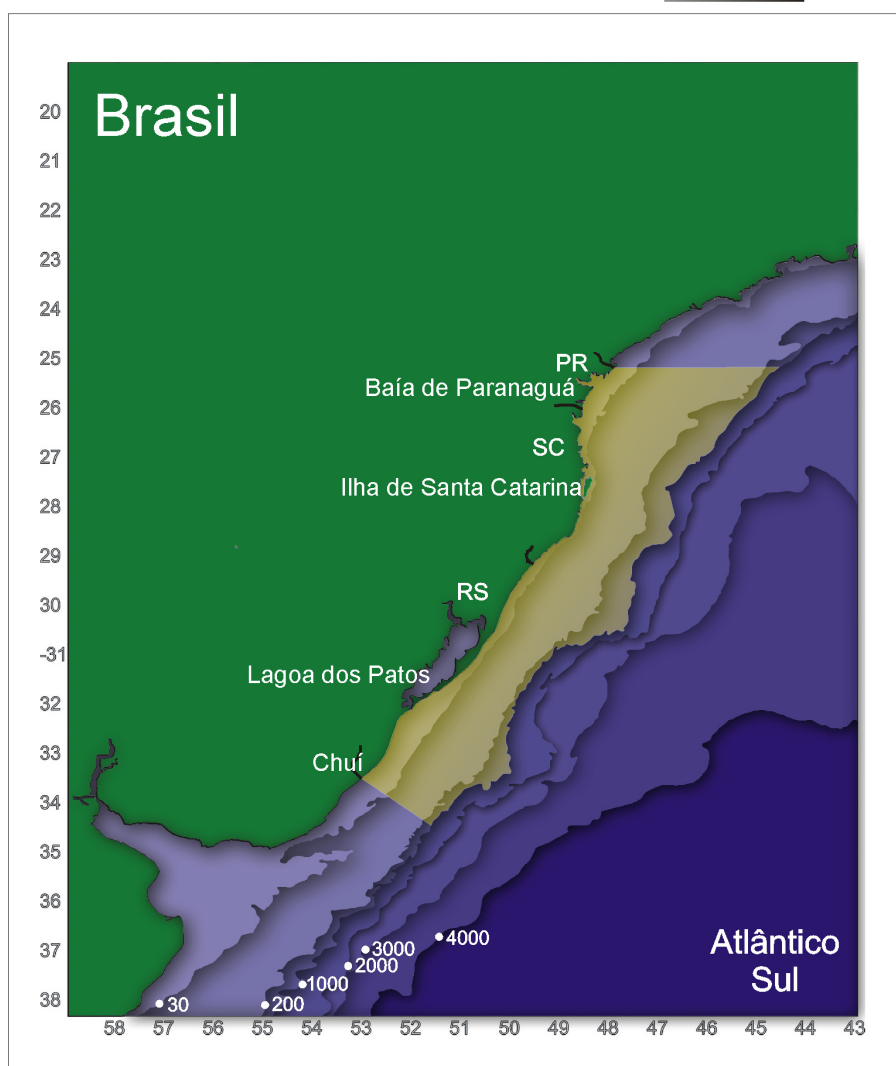 Brasil
20
21
22
23
24
25
26
27
28
29
30
-31
32
33
34
35
36
37
38
PR
Baía de Paranaguá
SC
Ilha de Santa Catarina
RS
Lagoa dos Patos
Chuí
4000
3000
2000
1000
30
200
Atlântico
Sul
58 57 56 55 54 53 52 51 50 49 48 47 46 45 44 43